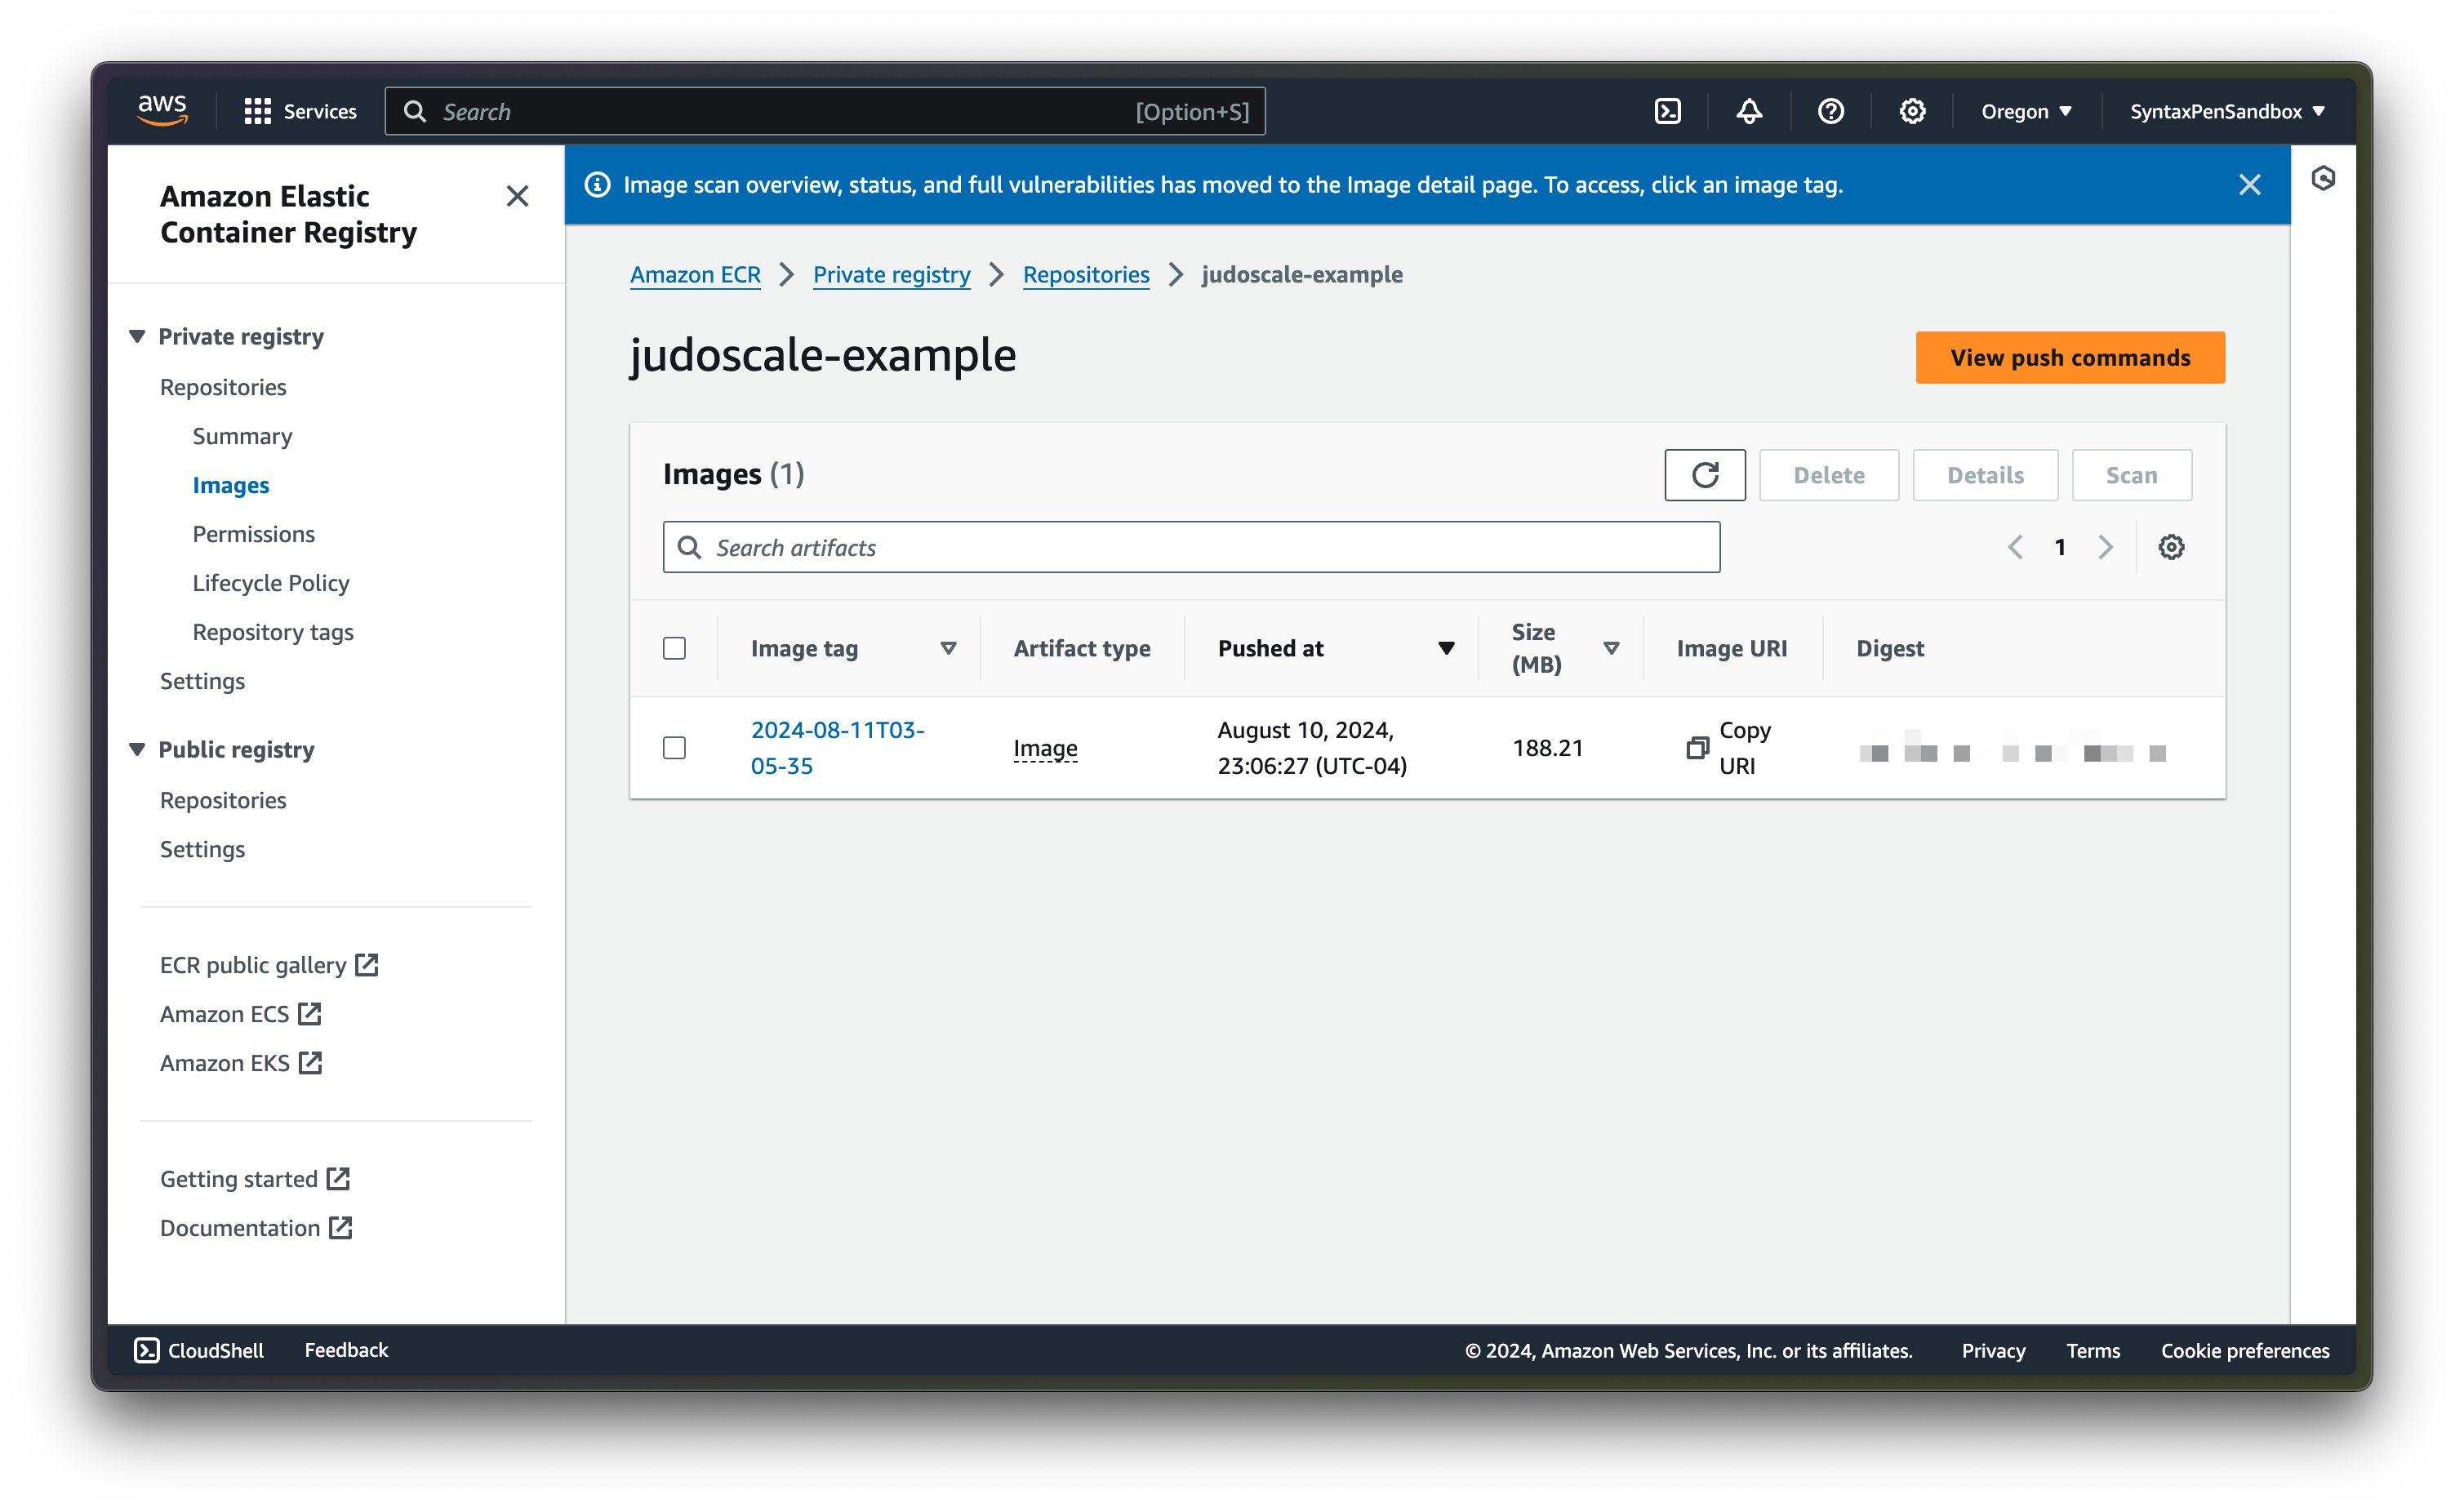 aws
Services
Search
[Option+S]
Oregon
SyntaxPenSandbox
Amazon Elastic
Container Registry
Private registry
Repositories
Summary
Images
Permissions
Lifecycle Policy
Repository tags
Settings
Public registry
Repositories
Settings
ECR public gallery
Amazon ECS
Amazon EKS
Getting started
Documentation
Image scan overview, status, and full vulnerabilities has moved to the Image detail page. To access, click an image tag.
Amazon ECR
Private registry
Repositories
judoscale-example
judoscale-example
View push commands
Images (1)
Delete
Details
Scan
Search artifacts
1
Image tag
Artifact type
Pushed at
Size
(MB)
Image URI
Digest
2024-08-11T03-
05-35
Image
August 10, 2024,
23:06:27 (UTC-04)
188.21
Copy
URI
CloudShell
Feedback
© 2024, Amazon Web Services, Inc. or its affiliates.
Privacy
Terms
Cookie preferences